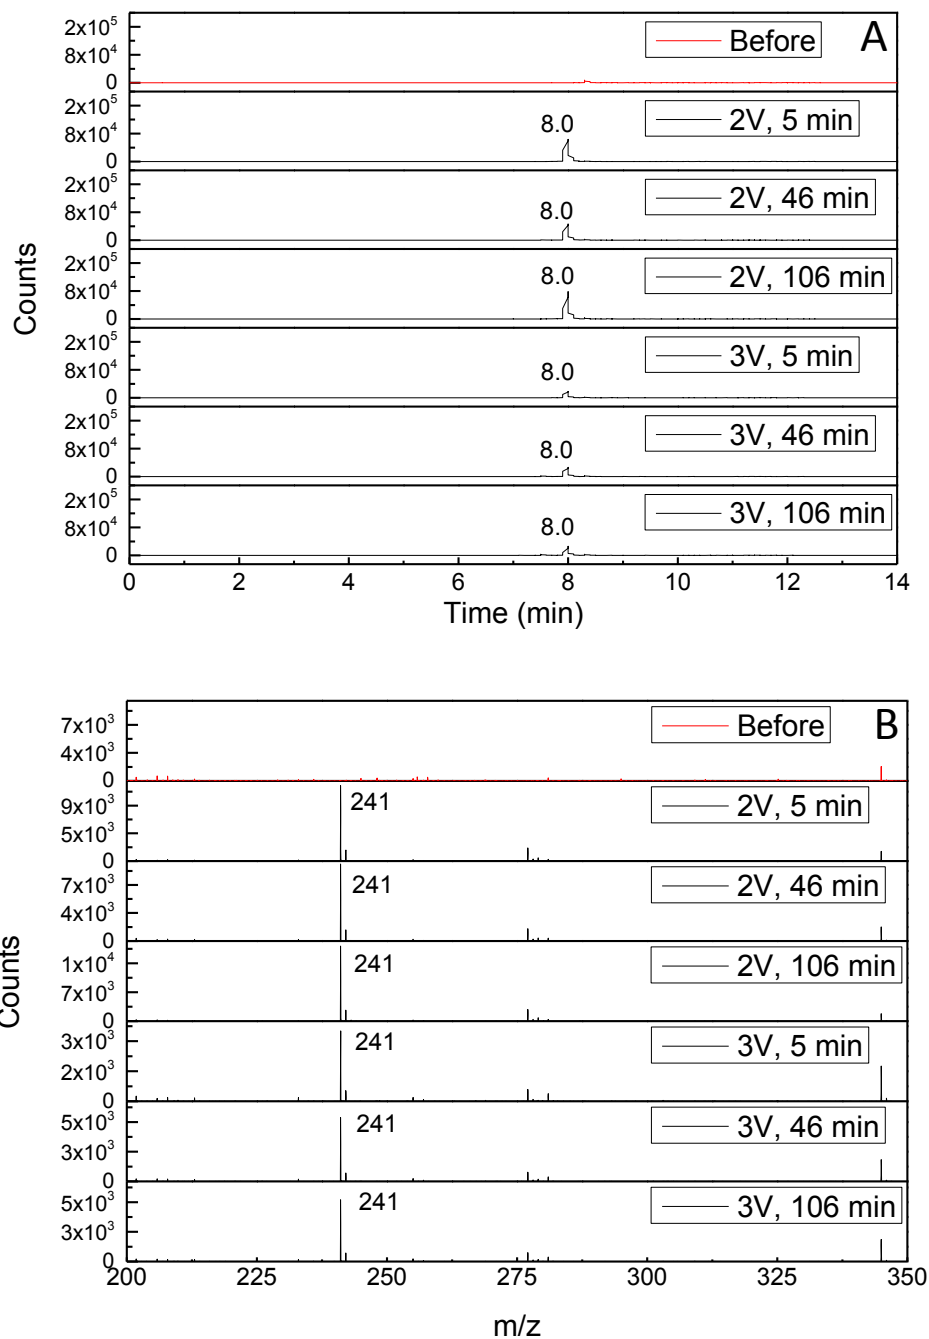 A
Before
2x10⁵
8x10⁴
0
2V, 5 min
8.0
2x10⁵
8x10⁴
0
2V, 46 min
8.0
2x10⁵
8x10⁴
0
2V, 106 min
8.0
2x10⁵
8x10⁴
0
3V, 5 min
8.0
2x10⁵
8x10⁴
0
3V, 46 min
8.0
2x10⁵
8x10⁴
0
3V, 106 min
8.0
2x10⁵
8x10⁴
0
Counts
0 2 4 6 8 10 12 14
Time (min)
B
Before
7x10³
4x10³
0
2V, 5 min
241
9x10³
5x10³
0
2V, 46 min
241
7x10³
4x10³
0
2V, 106 min
241
1x10⁴
7x10³
0
3V, 5 min
241
3x10³
2x10³
0
3V, 46 min
241
5x10³
3x10³
0
3V, 106 min
241
5x10³
3x10³
0
Counts
200 225 250 275 300 325 350
m/z